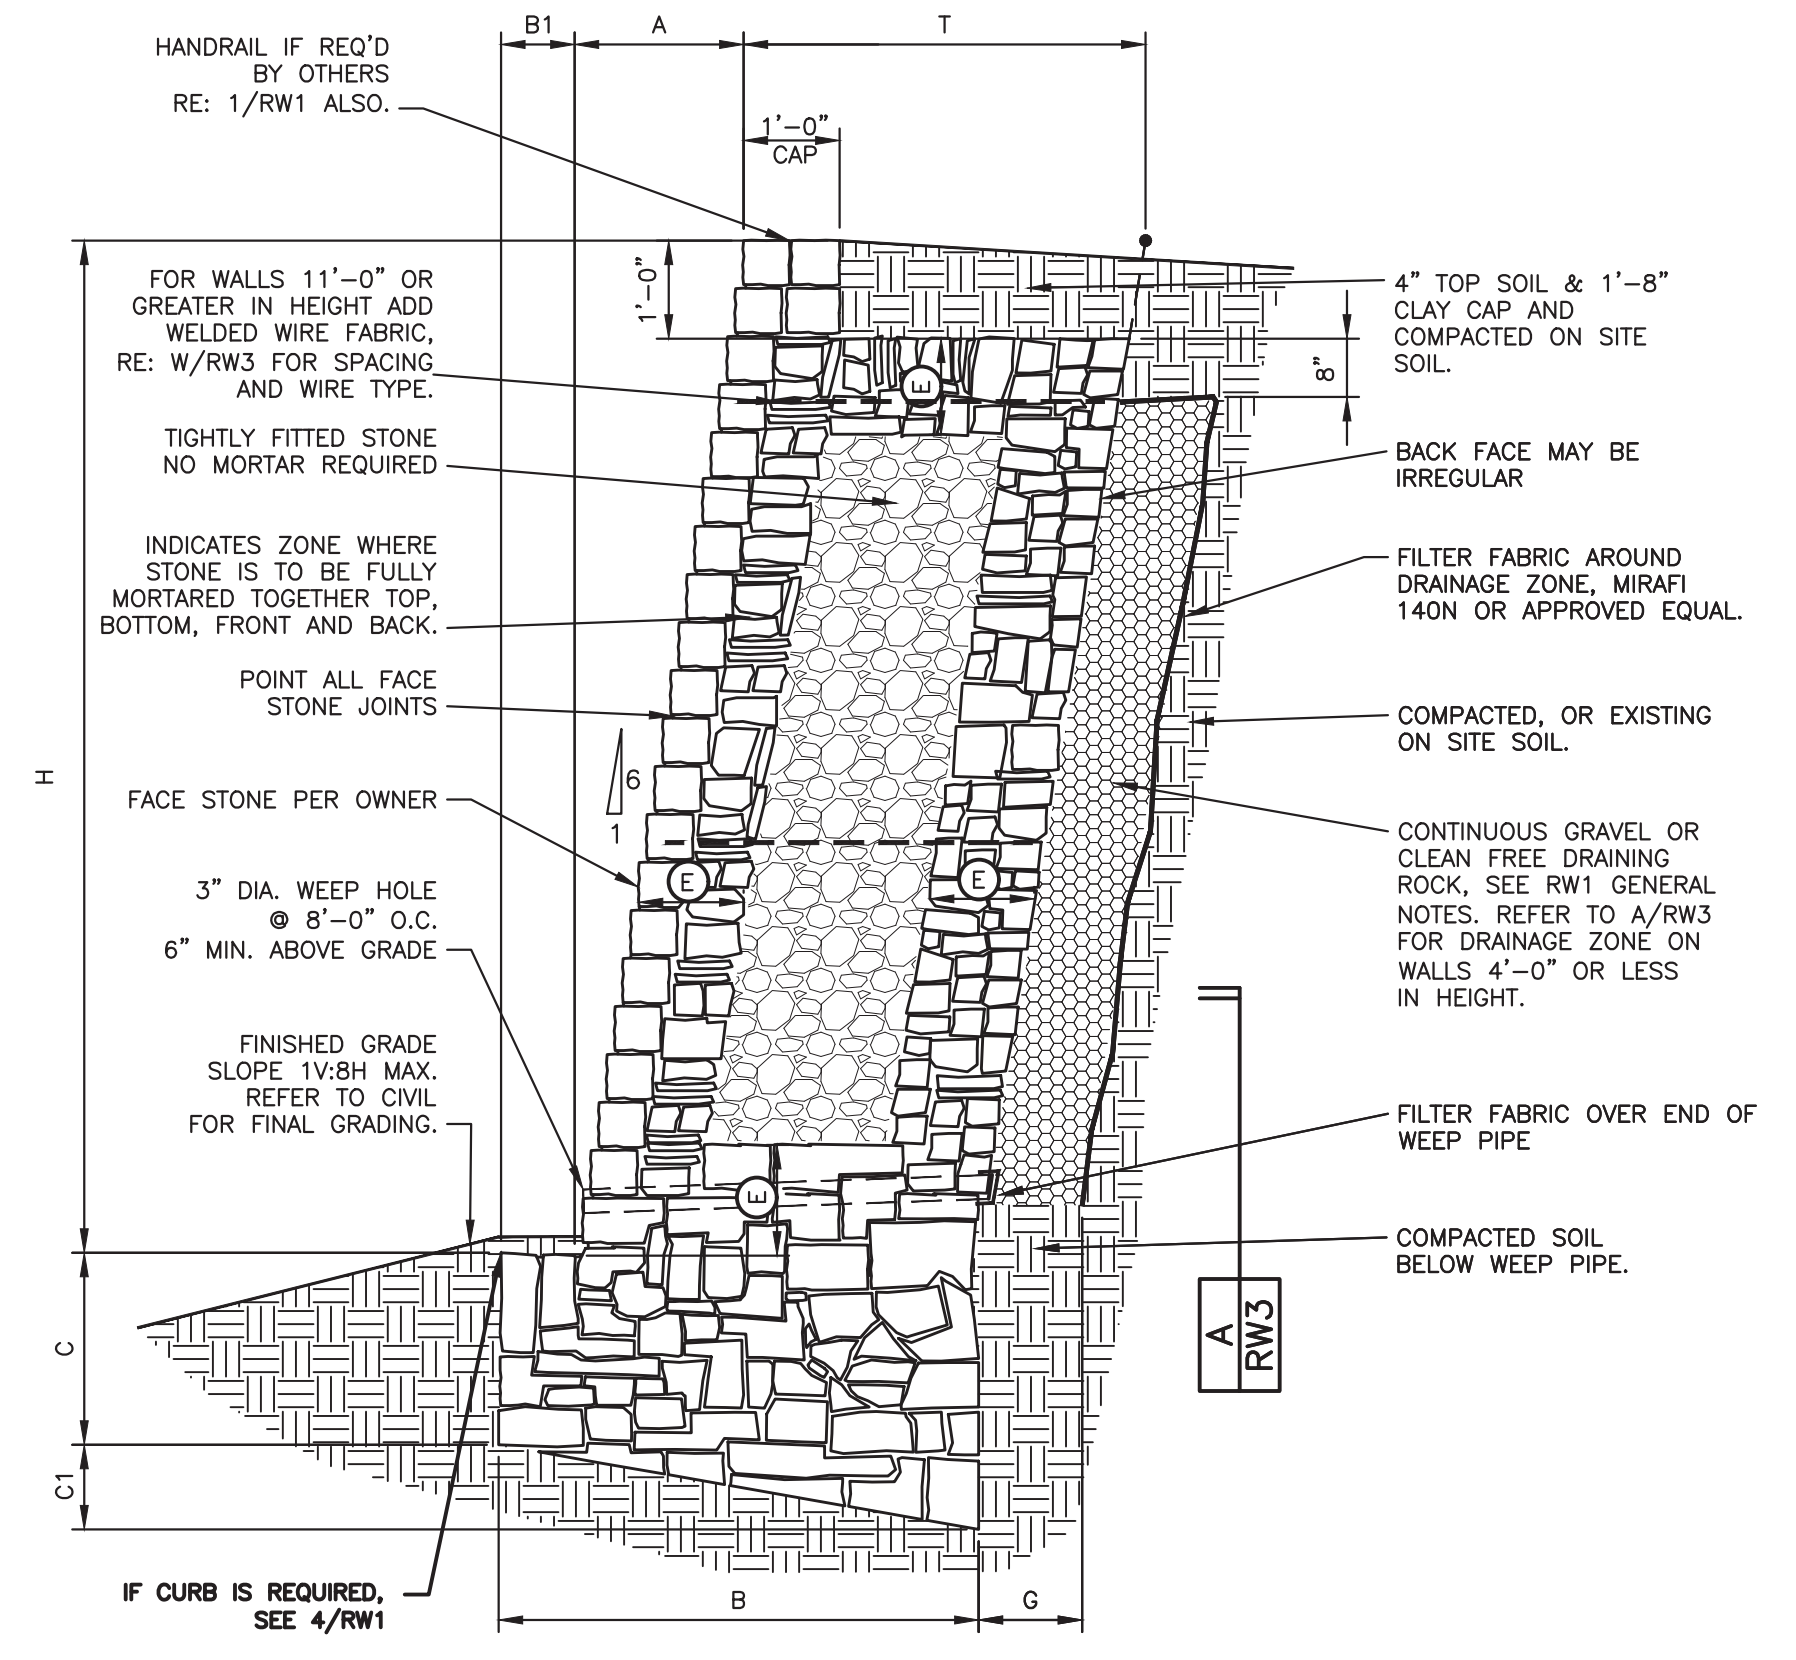 B1
A
T
HANDRAIL IF REQ'D
BY OTHERS
RE: 1/RW1 ALSO.
1'-0"
CAP
1'-0"
FOR WALLS 11'-0" OR
GREATER IN HEIGHT ADD
WELDED WIRE FABRIC,
RE: W/RW3 FOR SPACING
AND WIRE TYPE.
TIGHTLY FITTED STONE
NO MORTAR REQUIRED
INDICATES ZONE WHERE
STONE IS TO BE FULLY
MORTARED TOGETHER TOP,
BOTTOM, FRONT AND BACK.
POINT ALL FACE
STONE JOINTS
H
6
1
FACE STONE PER OWNER
3" DIA. WEEP HOLE
@ 8'-0" O.C.
6" MIN. ABOVE GRADE
FINISHED GRADE
SLOPE 1V:8H MAX.
REFER TO CIVIL
FOR FINAL GRADING.
E
E
E
E
C
C1
IF CURB IS REQUIRED,
SEE 4/RW1
B
G
4" TOP SOIL & 1'-8"
CLAY CAP AND
COMPACTED ON SITE
SOIL.
8"
BACK FACE MAY BE
IRREGULAR
FILTER FABRIC AROUND
DRAINAGE ZONE, MIRAFI
140N OR APPROVED EQUAL.
COMPACTED, OR EXISTING
ON SITE SOIL.
CONTINUOUS GRAVEL OR
CLEAN FREE DRAINING
ROCK, SEE RW1 GENERAL
NOTES. REFER TO A/RW3
FOR DRAINAGE ZONE ON
WALLS 4'-0" OR LESS
IN HEIGHT.
FILTER FABRIC OVER END OF
WEEP PIPE
COMPACTED SOIL
BELOW WEEP PIPE.
A
RW3